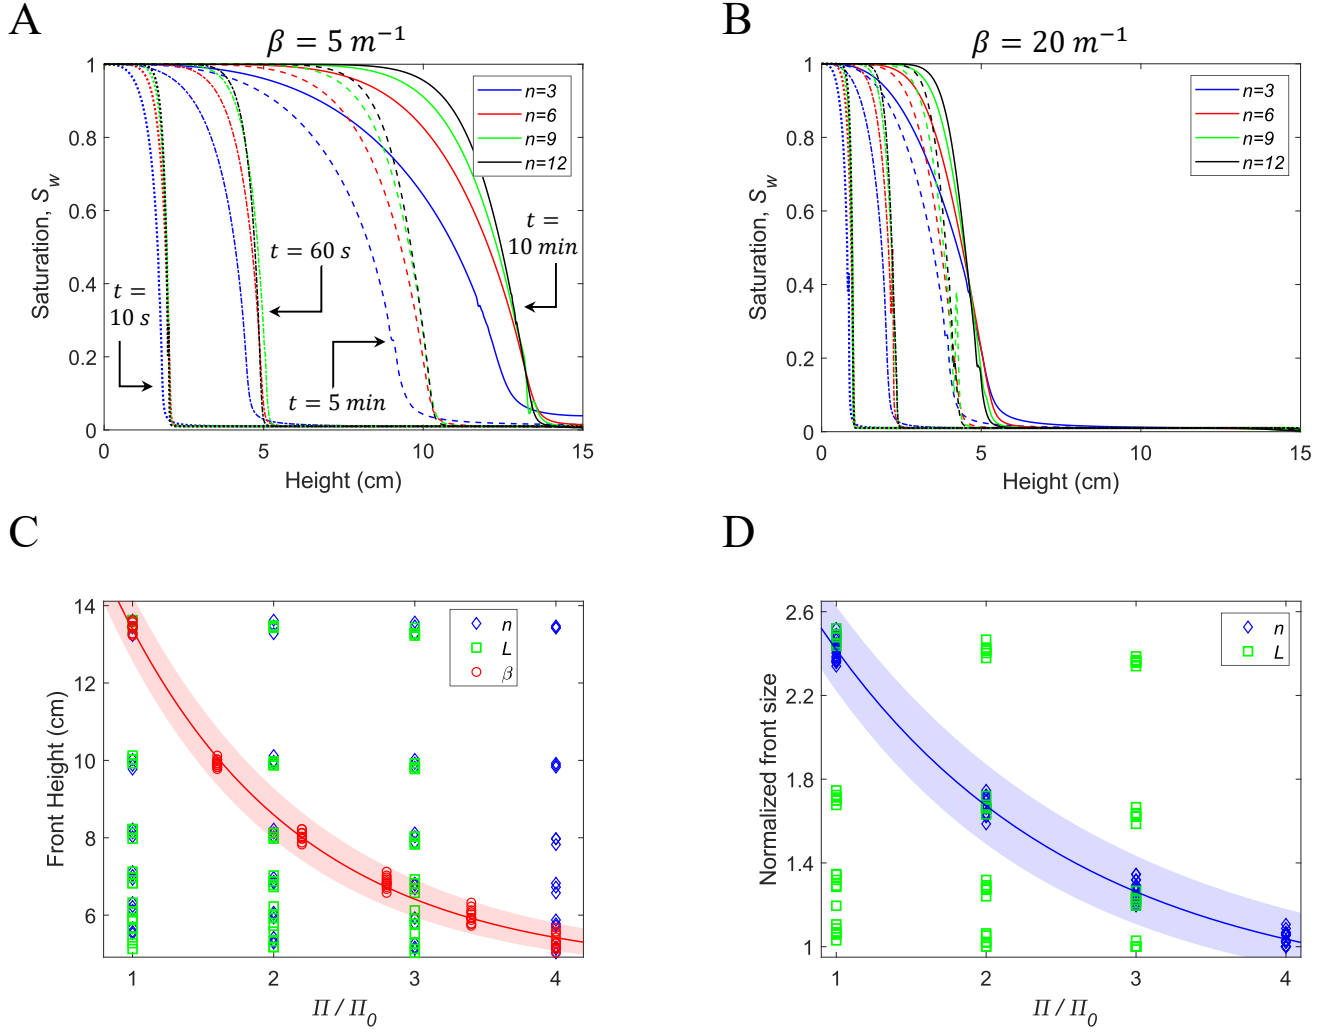 A
β = 5 m⁻¹
1
0.8
0.6
0.4
0.2
0
Saturation, S_w
n=3
n=6
n=9
n=12
t =
10 min
t = 60 s
t =
10 s
t = 5 min
0 5 10 15
Height (cm)
B
β = 20 m⁻¹
1
0.8
0.6
0.4
0.2
0
Saturation, S_w
n=3
n=6
n=9
n=12
0 5 10 15
Height (cm)
C
14
12
10
8
6
Front Height (cm)
n
L
β
1 2 3 4
Π / Π₀
D
2.6
2.2
1.8
1.4
1
Normalized front size
n
L
1 2 3 4
Π / Π₀